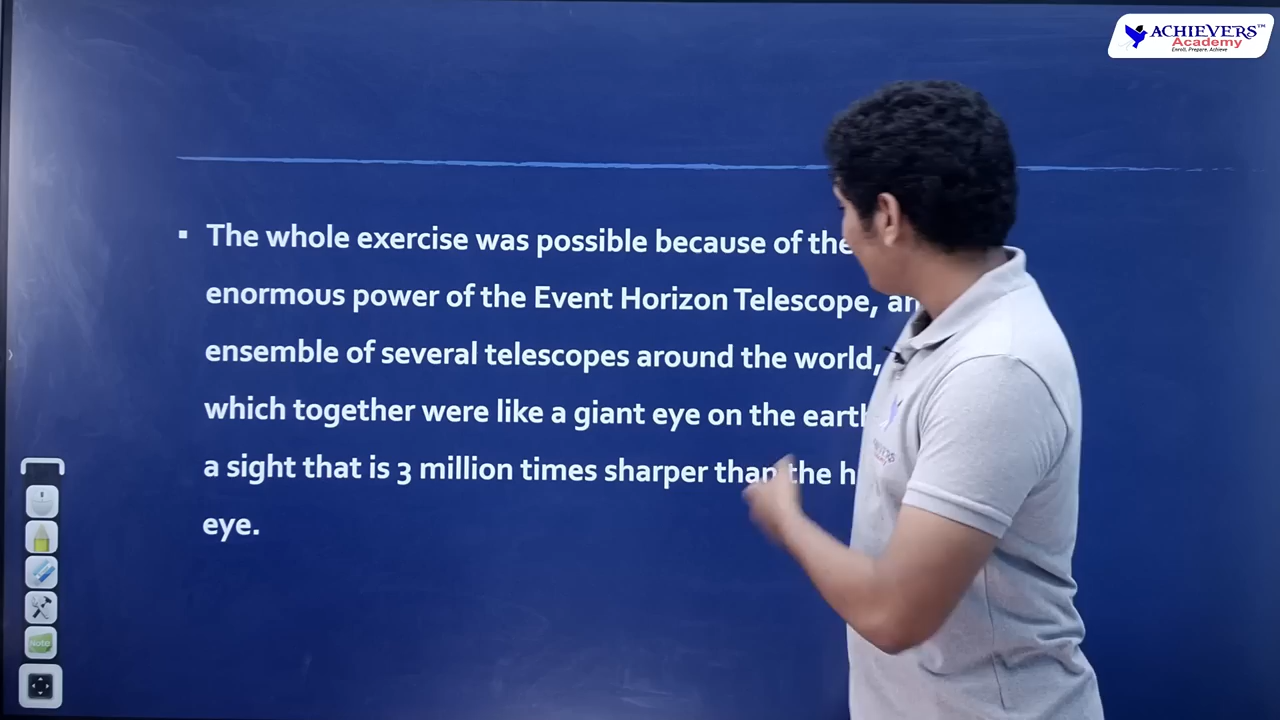 ACHIEVERS™
Academy
Enroll, Prepare, Achieve
▪ The whole exercise was possible because of the
enormous power of the Event Horizon Telescope, an
ensemble of several telescopes around the world,
which together were like a giant eye on the
a sight that is 3 million times sharper than the
eye.
Note